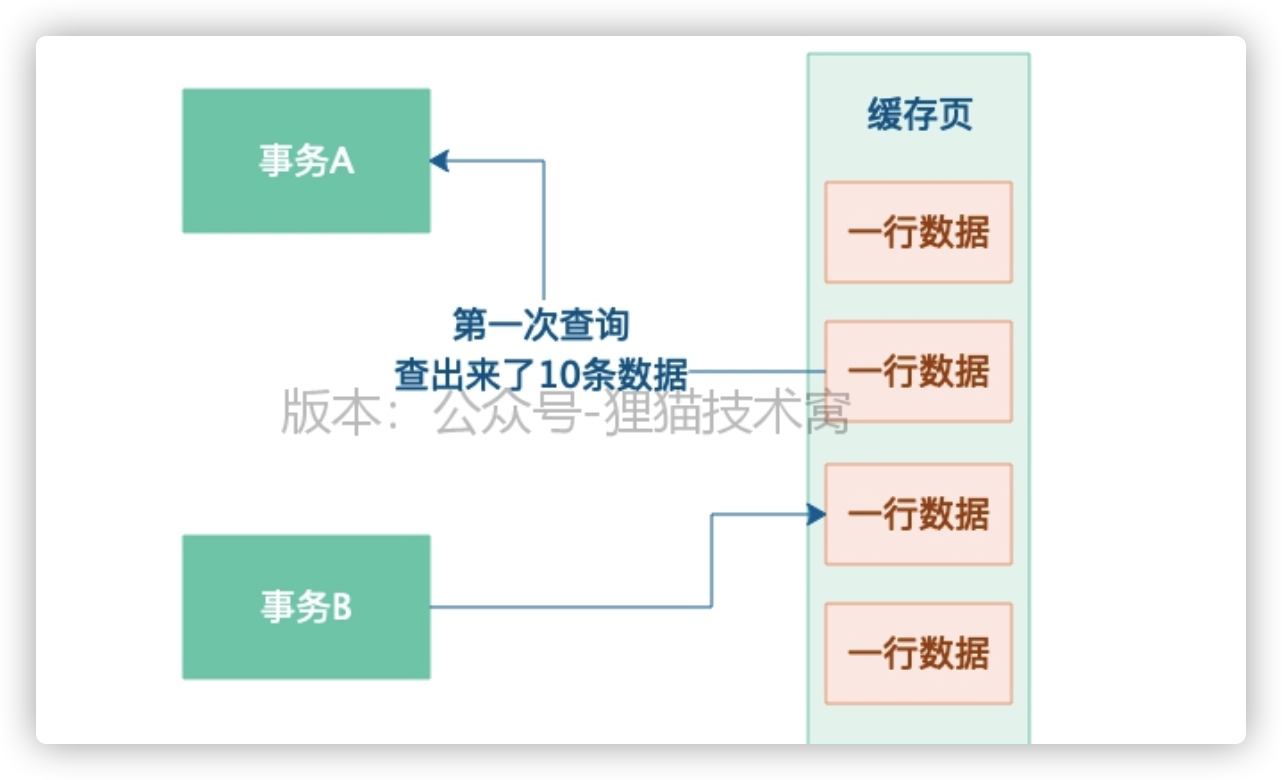 缓存页
事务A
一行数据
第一次查询
查出来了10条数据
一行数据
版本：公众号-狸猫技术窝
一行数据
事务B
一行数据